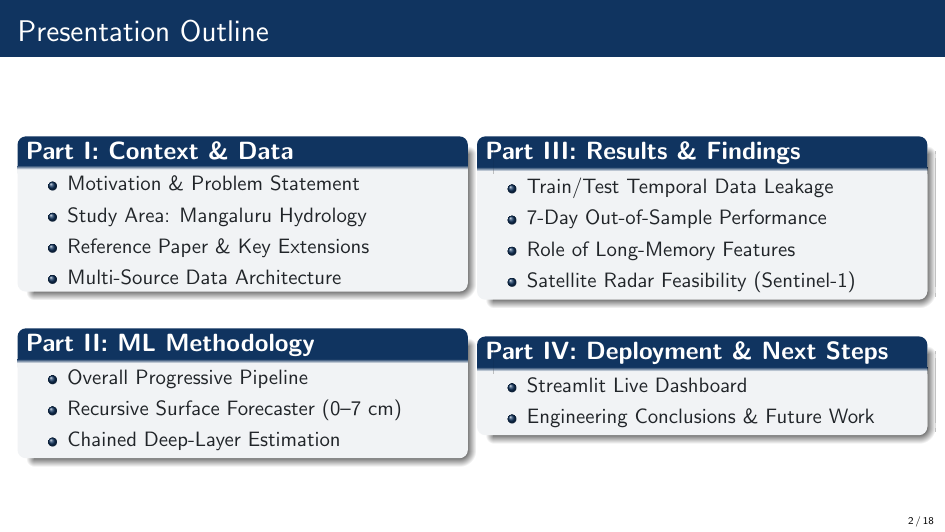 Presentation Outline
Part I: Context & Data
Motivation & Problem Statement
Study Area: Mangaluru Hydrology
Reference Paper & Key Extensions
Multi-Source Data Architecture
Part II: ML Methodology
Overall Progressive Pipeline
Recursive Surface Forecaster (0–7 cm)
Chained Deep-Layer Estimation
Part III: Results & Findings
Train/Test Temporal Data Leakage
7-Day Out-of-Sample Performance
Role of Long-Memory Features
Satellite Radar Feasibility (Sentinel-1)
Part IV: Deployment & Next Steps
Streamlit Live Dashboard
Engineering Conclusions & Future Work
2 / 18